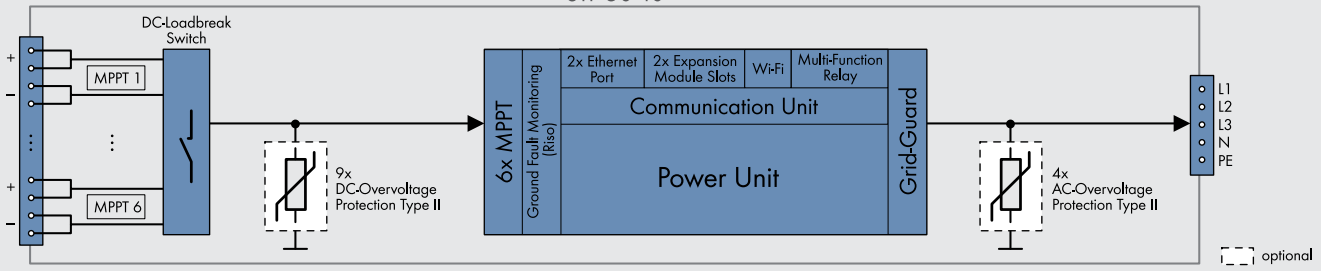 DC-Loadbreak
Switch
+
MPPT 1
−
+
MPPT 6
−
9x
DC-Overvoltage
Protection Type II
6x MPPT
Ground Fault Monitoring
(Riso)
2x Ethernet
Port
2x Expansion
Module Slots
Wi-Fi
Multi-Function
Relay
Communication Unit
Power Unit
Grid-Guard
4x
AC-Overvoltage
Protection Type II
L1
L2
L3
N
PE
optional